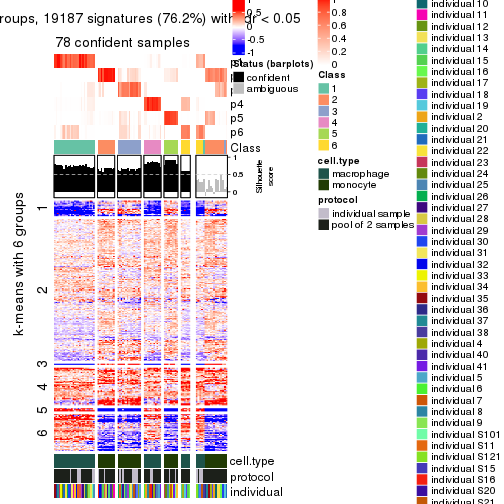 roups, 19187 signatures (76.2%) with
r < 0.05
78 confident samples
p4
p5
p6
Class
1
0.5
0
Silhouette
score
k-means with 6 groups
1
2
3
4
5
6
cell.type
protocol
individual
0.5
0
-0.5
-1
Status (barplots)
confident
ambiguous
0.8
0.6
0.4
0.2
0
Class
1
2
3
4
5
6
cell.type
macrophage
monocyte
protocol
individual sample
pool of 2 samples
individual 10
individual 11
individual 12
individual 13
individual 14
individual 15
individual 16
individual 17
individual 18
individual 19
individual 2
individual 20
individual 21
individual 22
individual 23
individual 24
individual 25
individual 26
individual 27
individual 28
individual 29
individual 30
individual 31
individual 32
individual 33
individual 34
individual 35
individual 36
individual 37
individual 38
individual 4
individual 40
individual 41
individual 5
individual 6
individual 7
individual 8
individual 9
individual S101
individual S11
individual S121
individual S15
individual S16
individual S20
individual S21